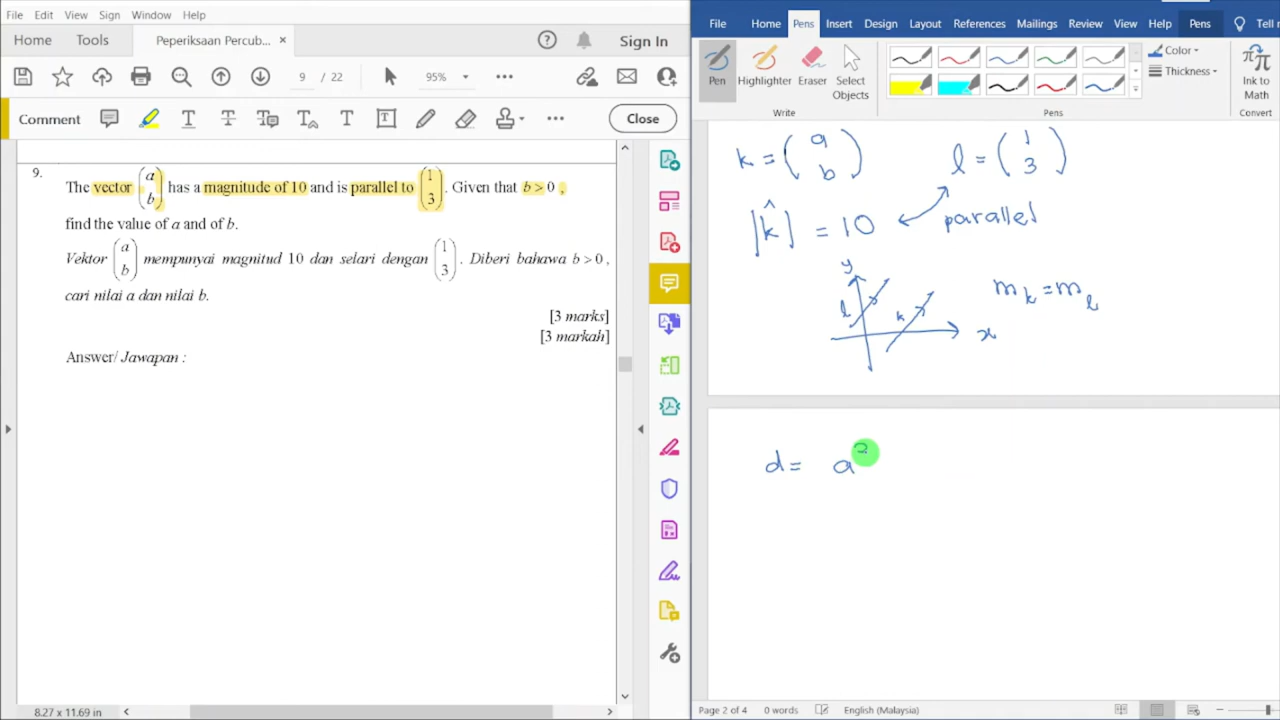 File View Sign Window Help
Home Tools Peperiksaan Percub... × Sign In
9 / 22 95%
Comment Close
9. The vector (a b) has a magnitude of 10 and is parallel to (1 3). Given that b > 0 ,
find the value of a and of b.
Vektor (a b) mempunyai magnitud 10 dan selari dengan (1 3). Diberi bahawa b > 0,
cari nilai a dan nilai b.
[3 marks]
[3 markah]
Answer/ Jawapan :
8.27 x 11.69 in
File Home Pens Insert Design Layout References Mailings Review View Help Pens Tell
Pen Highlighter Eraser Select Objects
Color
Thickness
Ink to Math
Write Pens Convert
k = (a b) l = (1 3)
|k̂| = 10 parallel
y
l k
m_k = m_l
x
d = a²
Page 2 of 4 0 words English (Malaysia)